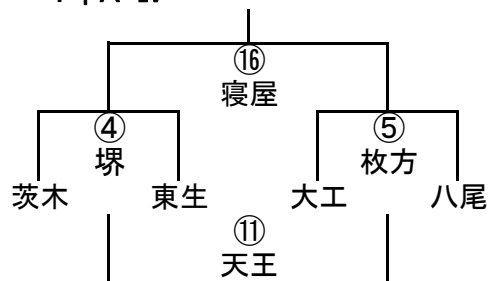 ⑯
寝屋
④ ⑤
堺 枚方
茨木 東生 大工 八尾
⑪
天王